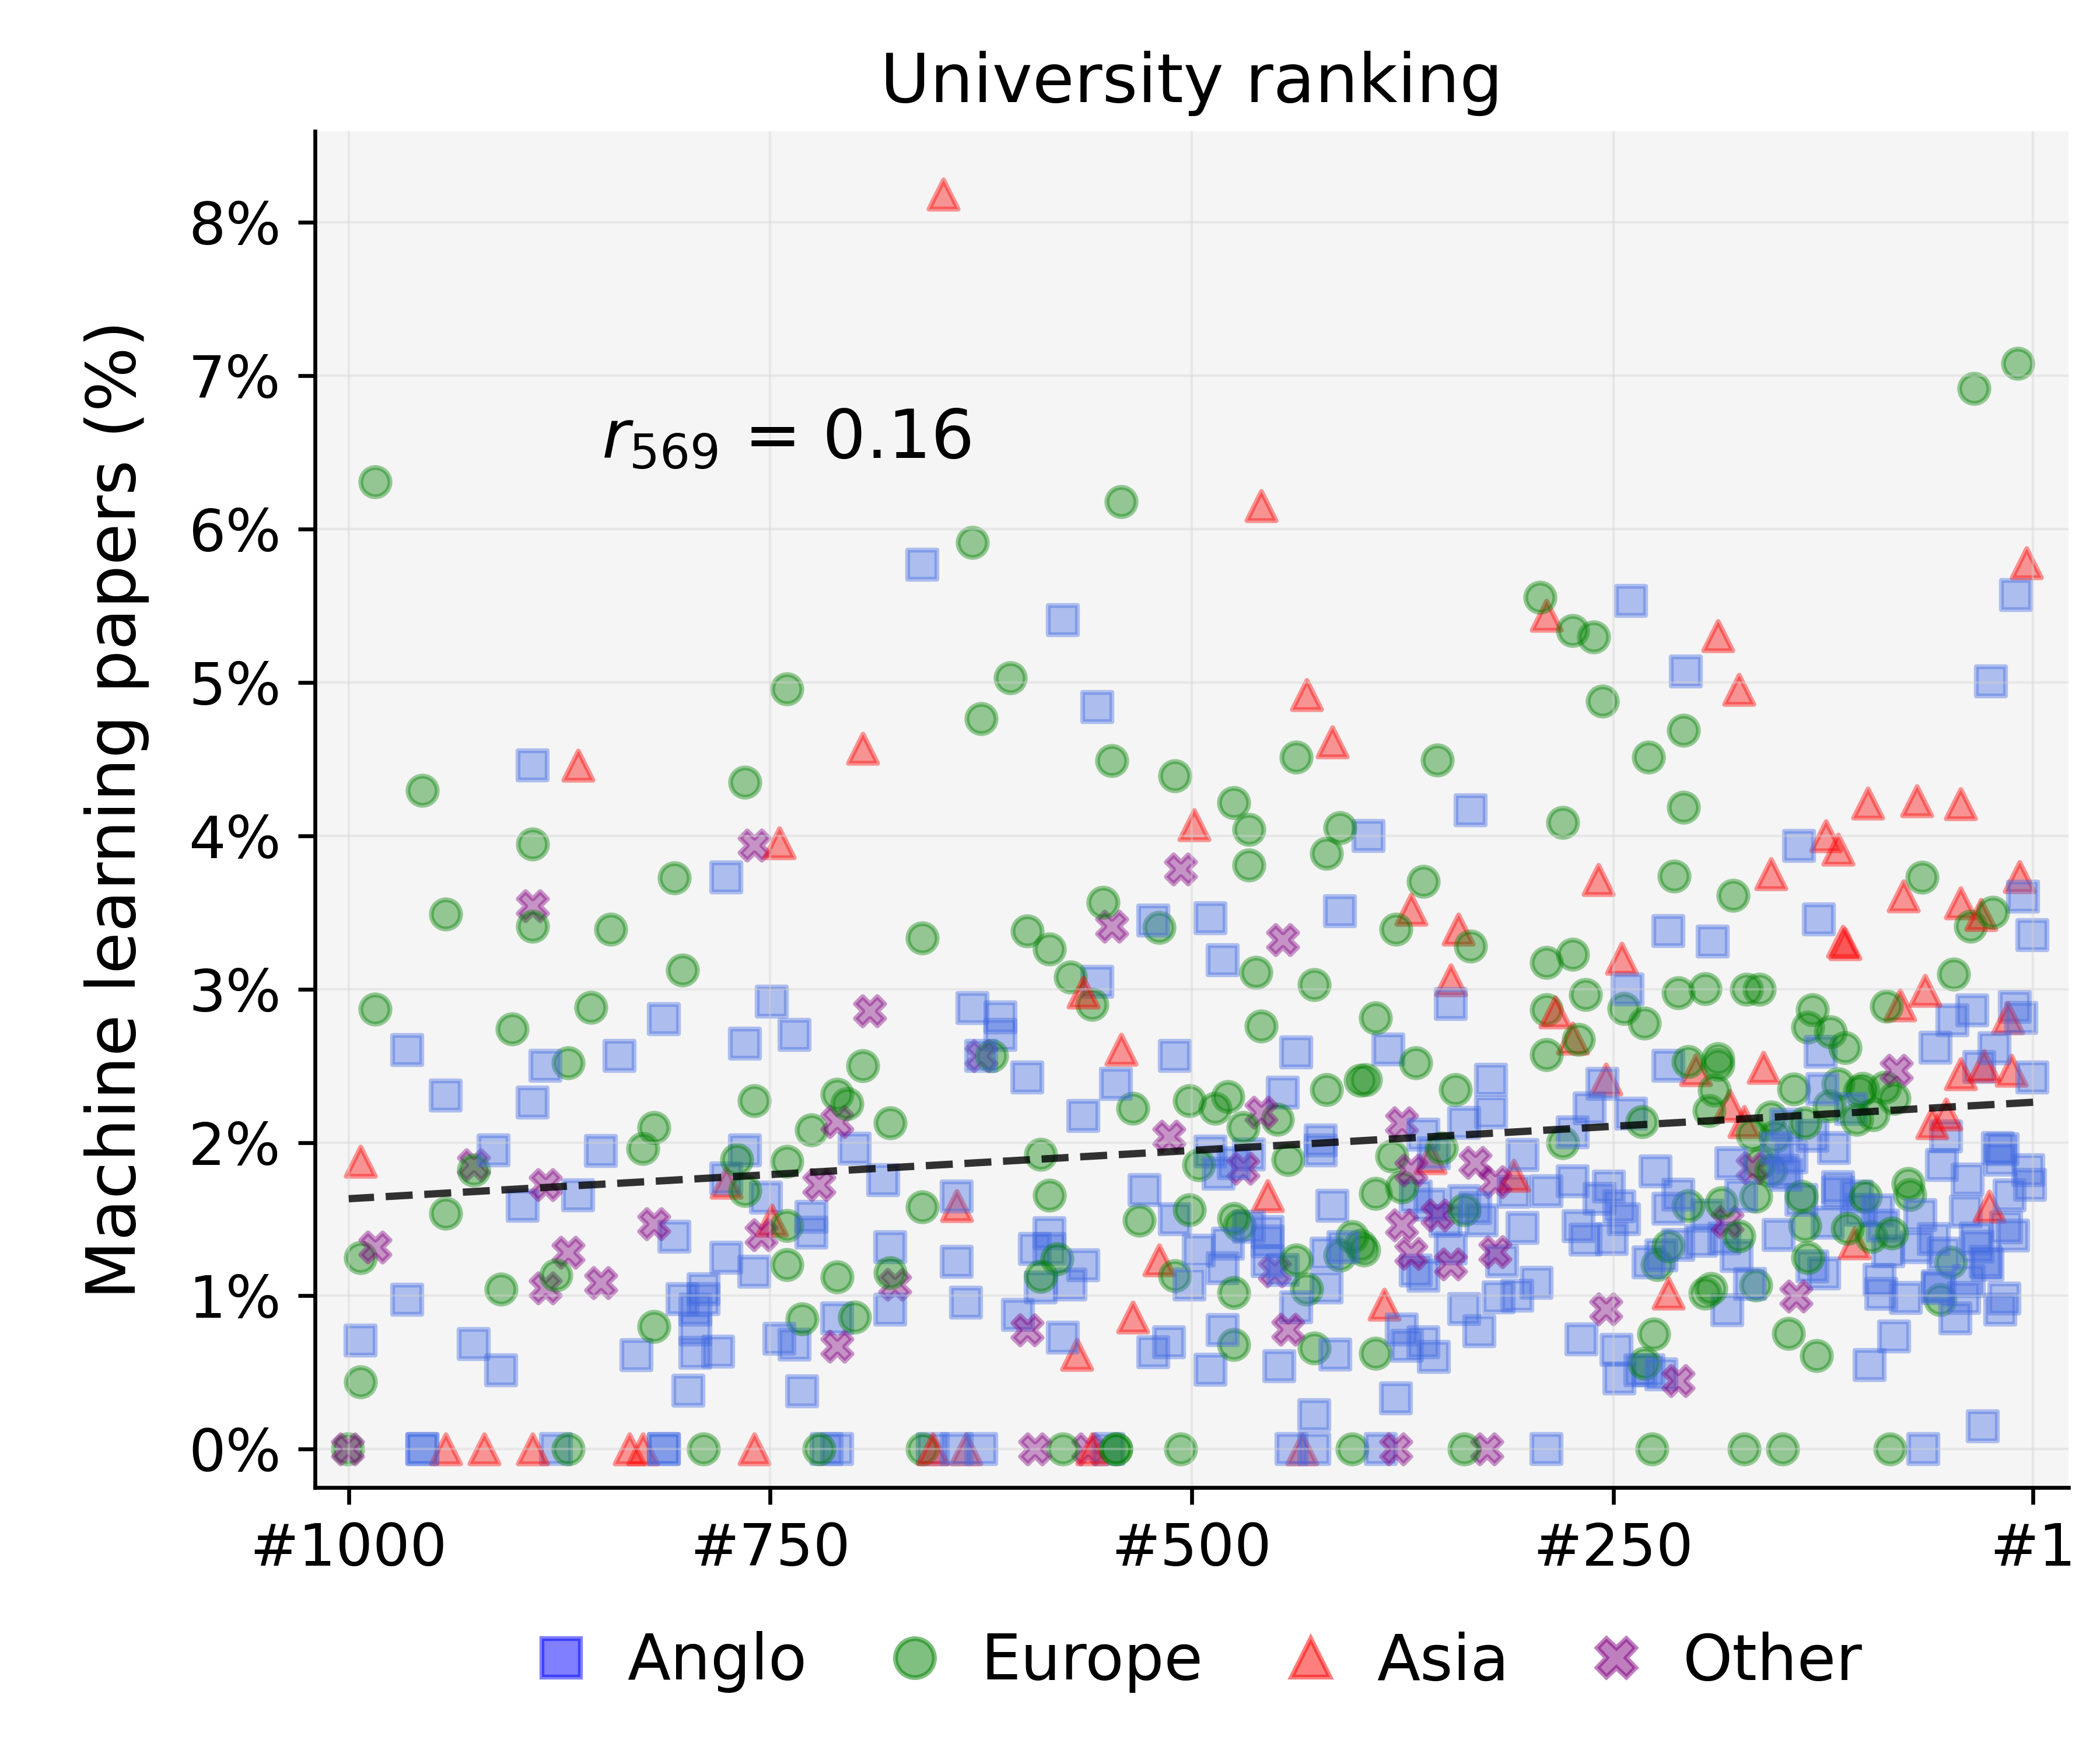 University ranking
Machine learning papers (%)
8%
7%
6%
5%
4%
3%
2%
1%
0%
r569 = 0.16
#1000 #750 #500 #250 #1
Anglo Europe Asia Other